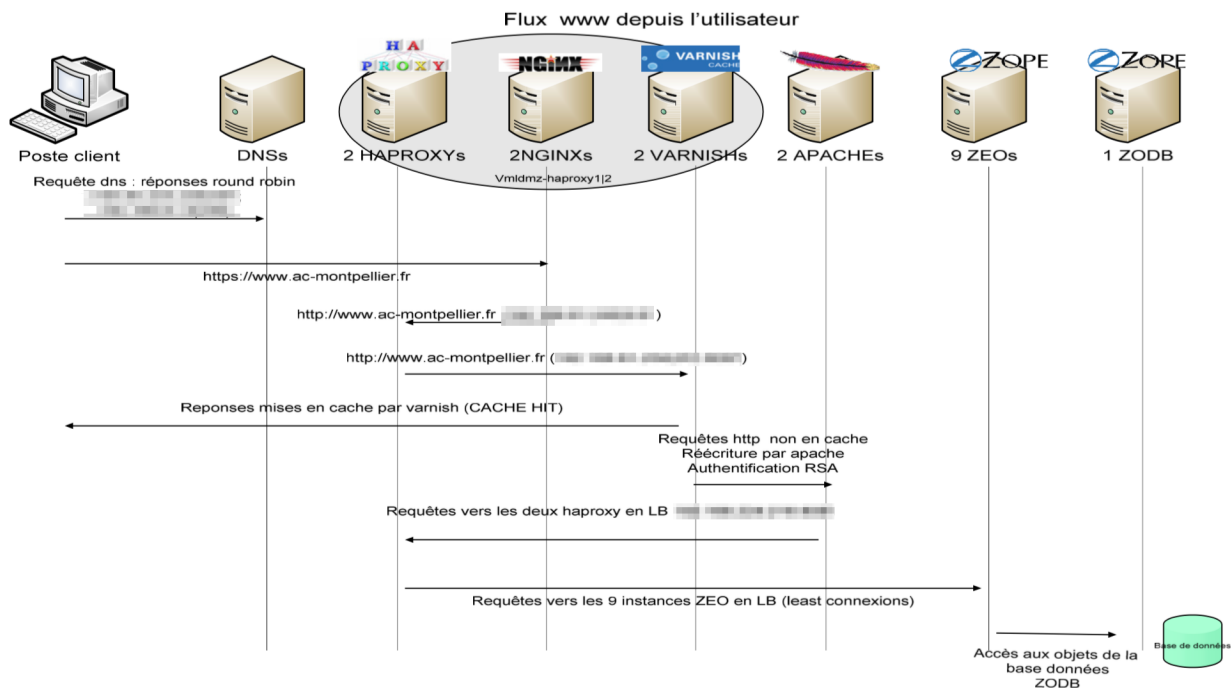 Flux www depuis l'utilisateur
HA
PROXY
NGINX
VARNISH
CACHE
ZOPE
ZOPE
Poste client
DNSs
2 HAPROXYs
2NGINXs
2 VARNISHs
2 APACHEs
9 ZEOs
1 ZODB
Vmldmz-haproxy1|2
Requête dns : réponses round robin
https://www.ac-montpellier.fr
http://www.ac-montpellier.fr )
http://www.ac-montpellier.fr ( )
Reponses mises en cache par varnish (CACHE HIT)
Requêtes http non en cache
Réécriture par apache
Authentification RSA
Requêtes vers les deux haproxy en LB
Requêtes vers les 9 instances ZEO en LB (least connexions)
Accès aux objets de la
base données
ZODB
Base de données